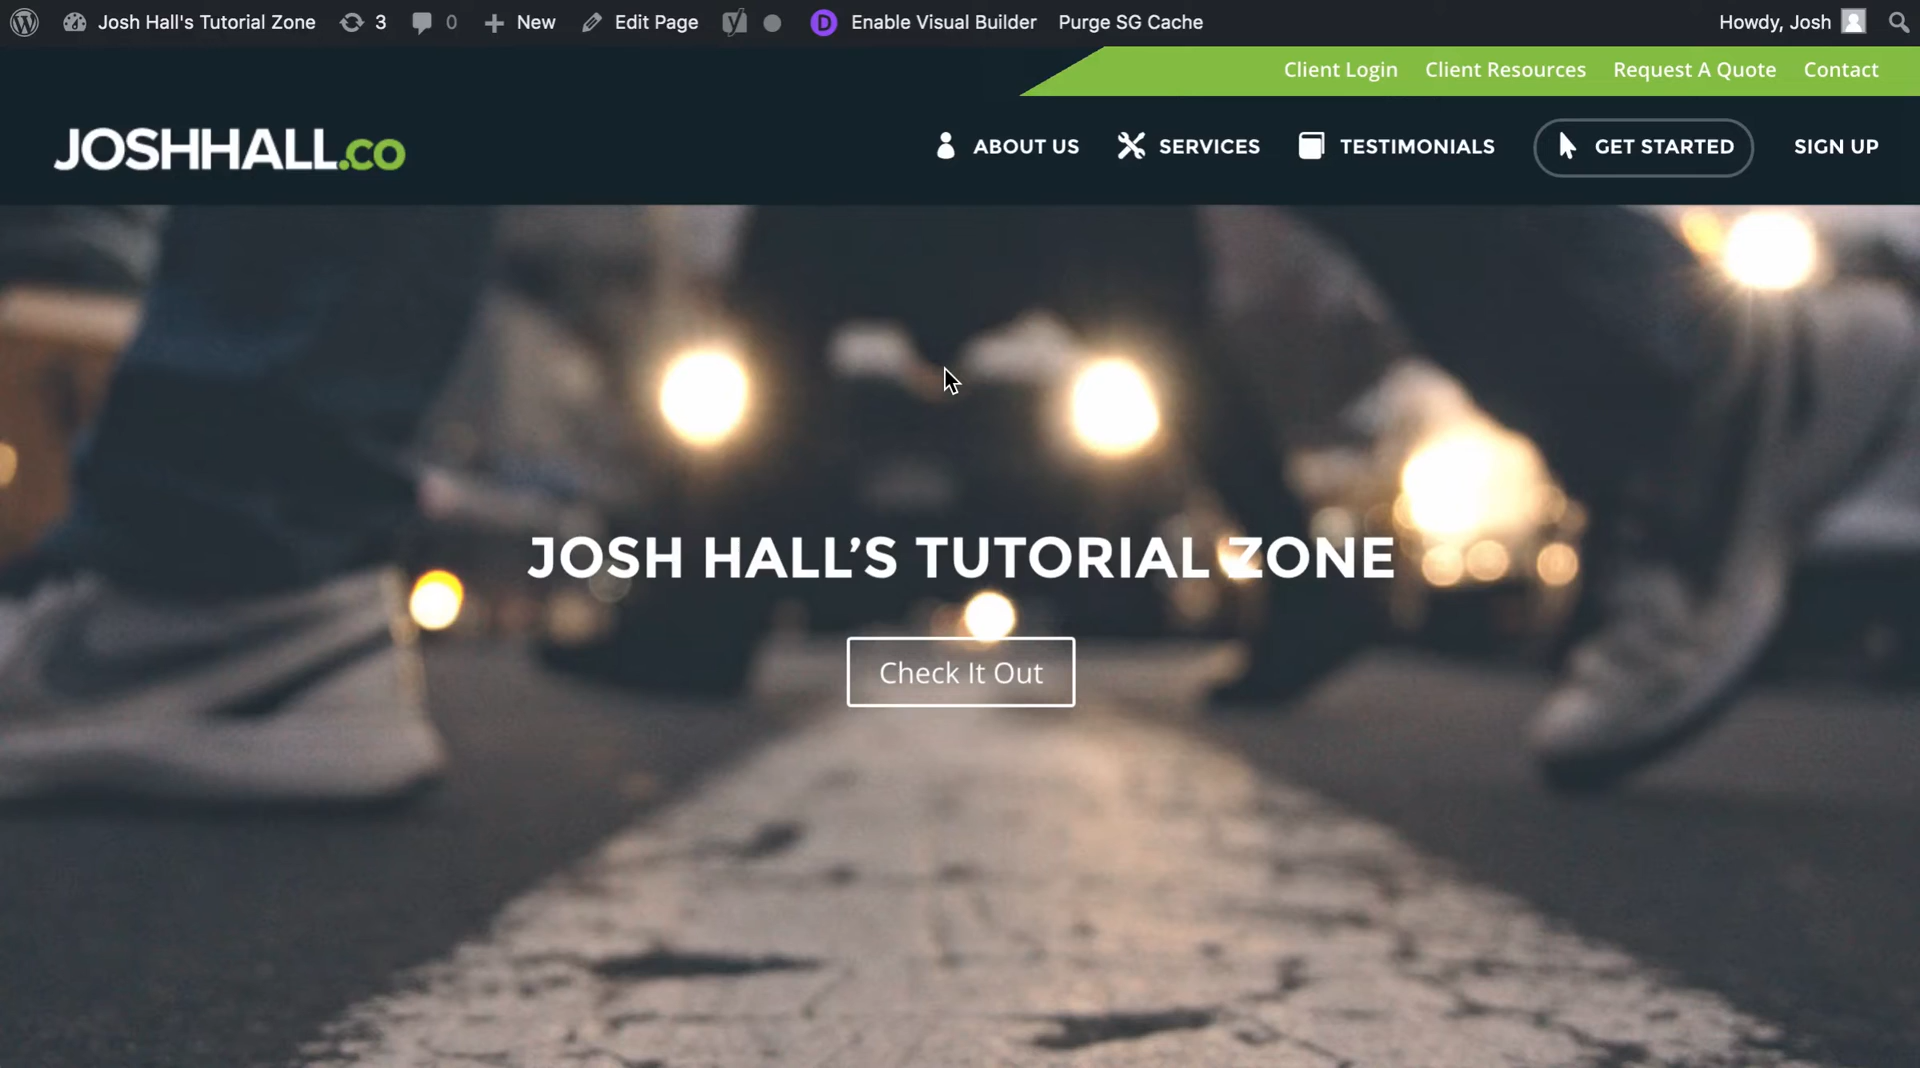 Josh Hall's Tutorial Zone 3 0 New Edit Page Enable Visual Builder Purge SG Cache Howdy, Josh
Client Login Client Resources Request A Quote Contact
JOSHHALL.CO ABOUT US SERVICES TESTIMONIALS GET STARTED SIGN UP
JOSH HALL’S TUTORIAL ZONE
Check It Out